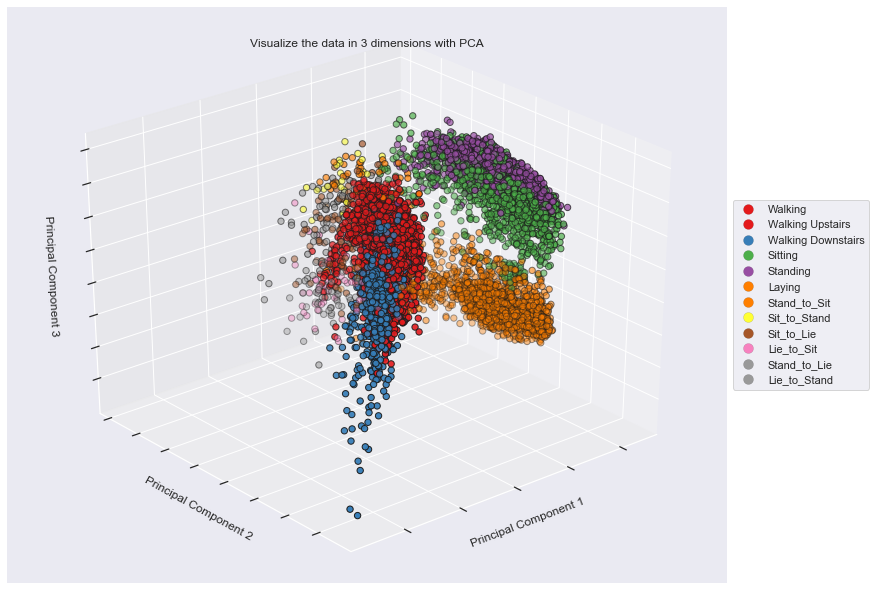 Visualize the data in 3 dimensions with PCA
Principal Component 3
Principal Component 2
Principal Component 1
Walking
Walking Upstairs
Walking Downstairs
Sitting
Standing
Laying
Stand_to_Sit
Sit_to_Stand
Sit_to_Lie
Lie_to_Sit
Stand_to_Lie
Lie_to_Stand